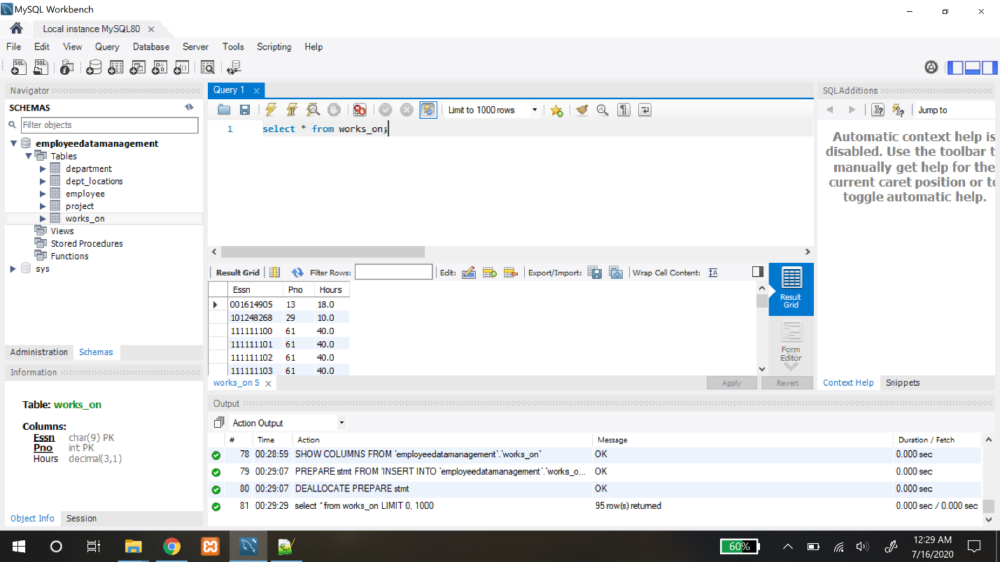 MySQL Workbench
Local instance MySQL80
File Edit View Query Database Server Tools Scripting Help
Navigator
SCHEMAS
Filter objects
employeedatamanagement
Tables
department
dept_locations
employee
project
works_on
Views
Stored Procedures
Functions
sys
Administration Schemas
Information
Table: works_on
Columns:
Essn char(9) PK
Pno int PK
Hours decimal(3,1)
Object Info Session
Query 1
Limit to 1000 rows
1 select * from works_on;
Result Grid Filter Rows: Edit: Export/Import: Wrap Cell Content:
Essn Pno Hours
001614905 13 18.0
101248268 29 10.0
111111100 61 40.0
111111101 61 40.0
111111102 61 40.0
111111103 61 40.0
Result
Grid
Form
Editor
works_on 5
Apply Revert
SQLAdditions
Jump to
Automatic context help is
disabled. Use the toolbar t
manually get help for the
current caret position or to
toggle automatic help.
Context Help Snippets
Output
Action Output
# Time Action Message Duration / Fetch
78 00:28:59 SHOW COLUMNS FROM `employeedatamanagement`.`works_on` OK 0.000 sec
79 00:29:07 PREPARE stmt FROM 'INSERT INTO `employeedatamanagement`.`works_o... OK 0.000 sec
80 00:29:07 DEALLOCATE PREPARE stmt OK 0.000 sec
81 00:29:29 select * from works_on LIMIT 0, 1000 95 row(s) returned 0.000 sec / 0.000 sec
60%
12:29 AM
7/16/2020